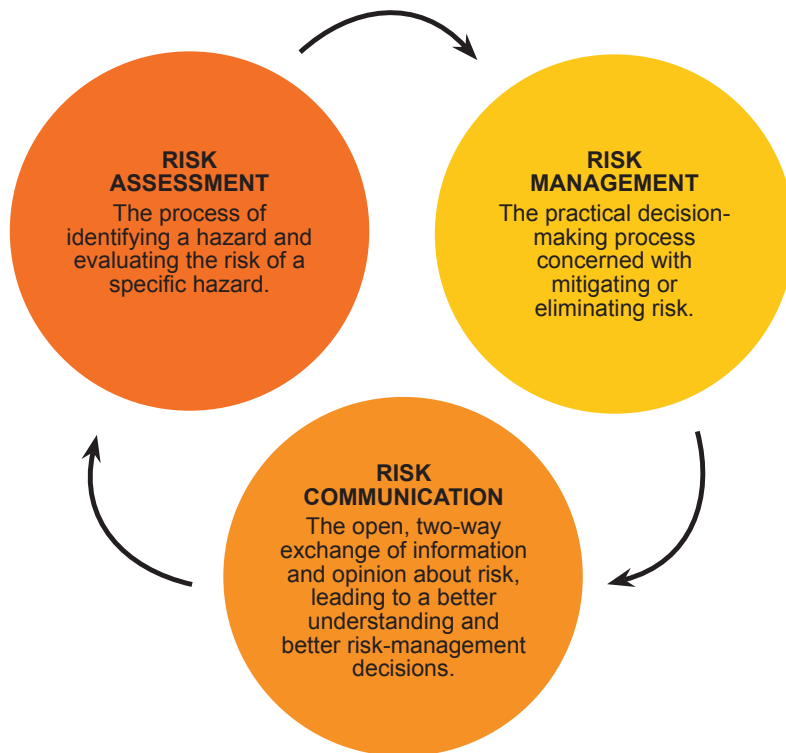 RISK
ASSESSMENT
The process of
identifying a hazard and
evaluating the risk of a
specific hazard.
RISK
MANAGEMENT
The practical decision-
making process
concerned with
mitigating or
eliminating risk.
RISK
COMMUNICATION
The open, two-way
exchange of information
and opinion about risk,
leading to a better
understanding and
better risk-management
decisions.